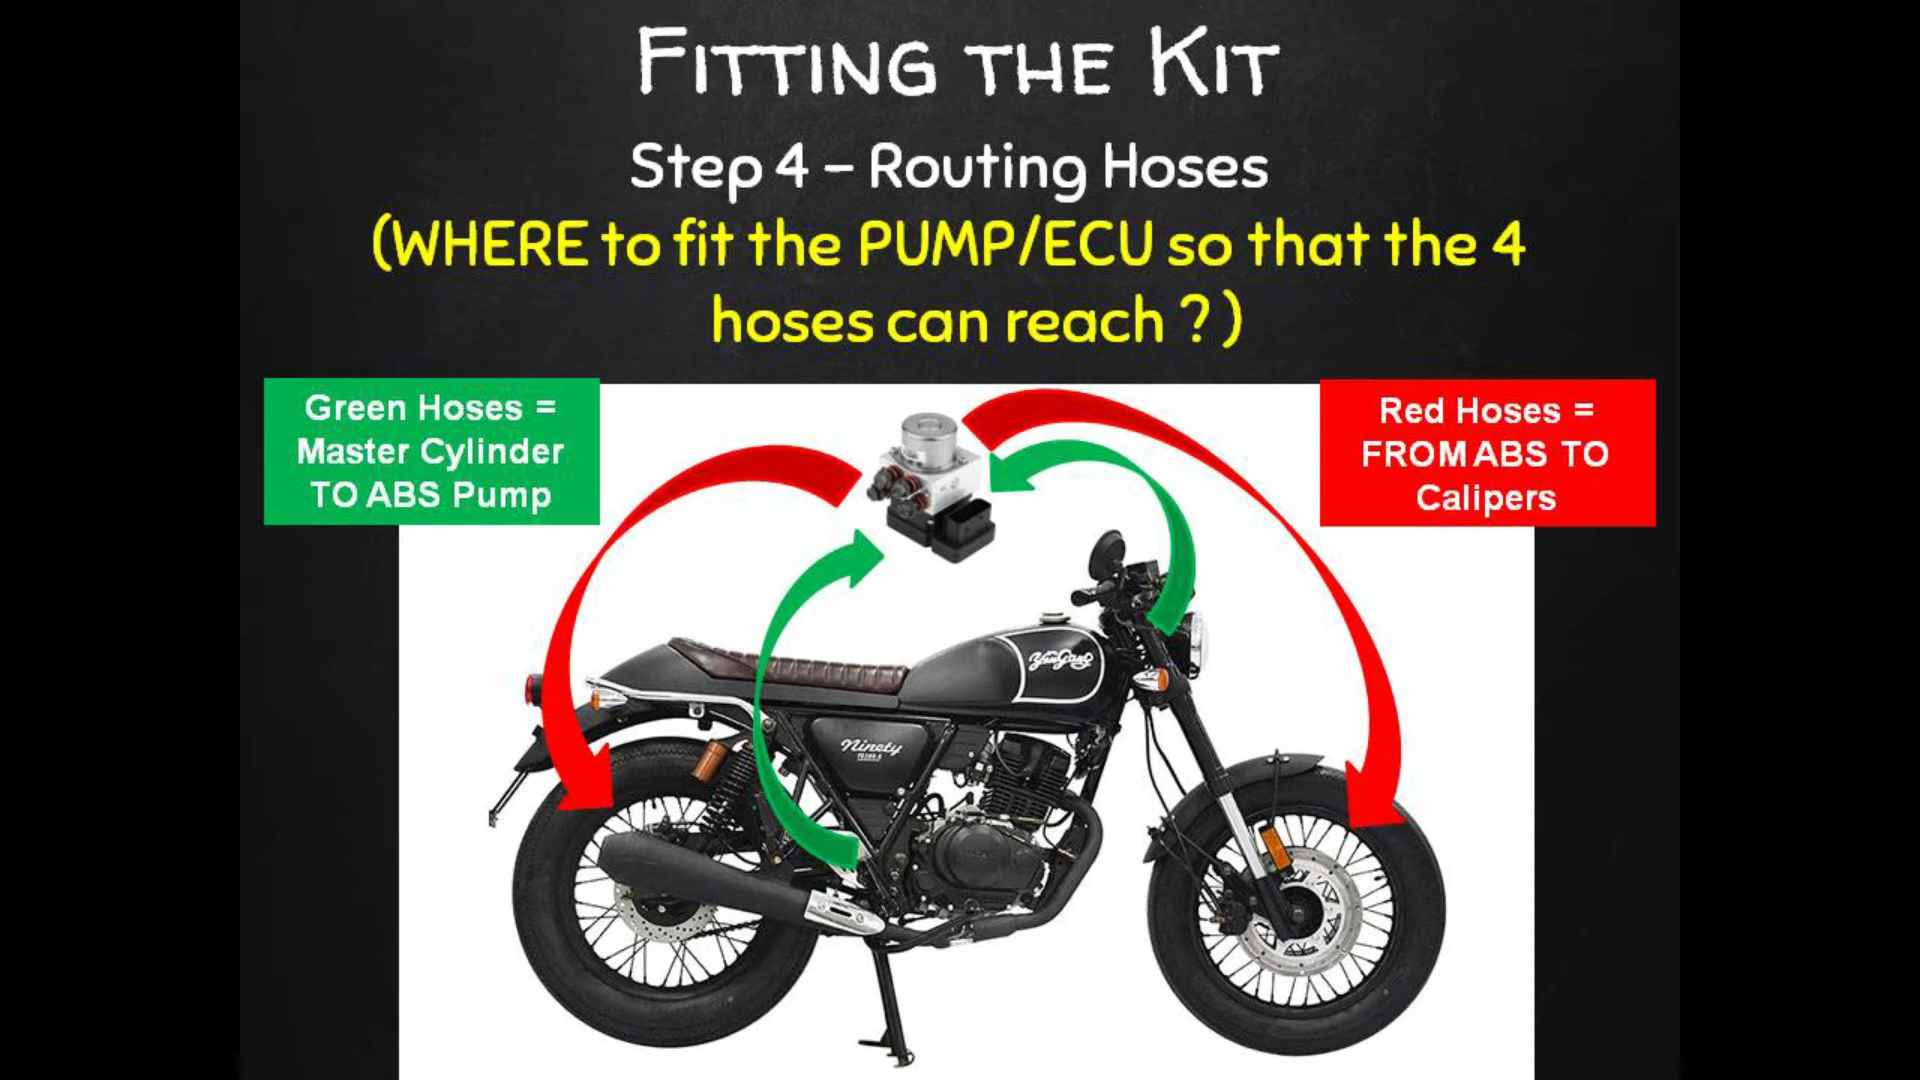 Fitting the Kit
Step 4 – Routing Hoses
(WHERE to fit the PUMP/ECU so that the 4
hoses can reach ? )
Green Hoses =
Master Cylinder
TO ABS Pump
Red Hoses =
FROM ABS TO
Calipers
Ninety